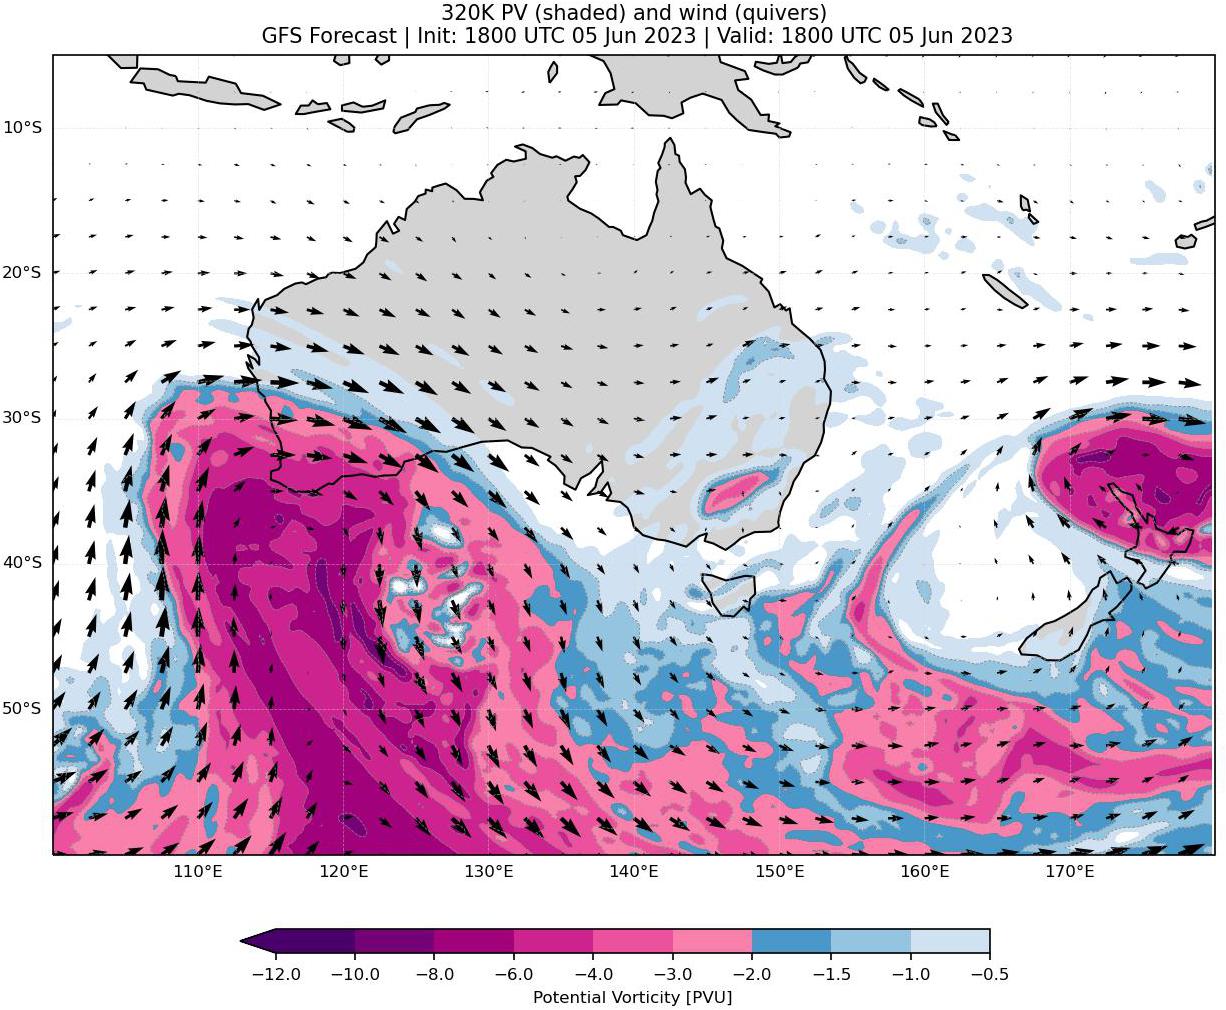 320K PV (shaded) and wind (quivers)
GFS Forecast | Init: 1800 UTC 05 Jun 2023 | Valid: 1800 UTC 05 Jun 2023
10°S
20°S
30°S
40°S
50°S
110°E 120°E 130°E 140°E 150°E 160°E 170°E
−12.0 −10.0 −8.0 −6.0 −4.0 −3.0 −2.0 −1.5 −1.0 −0.5
Potential Vorticity [PVU]